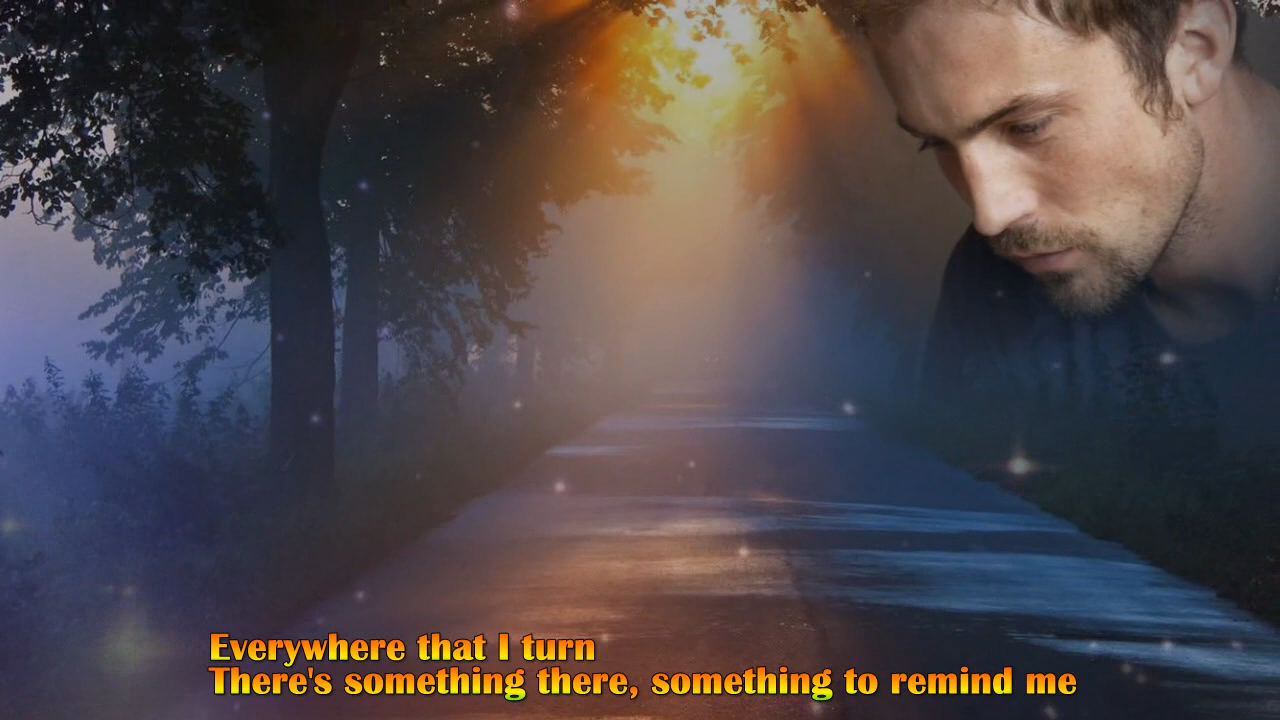 Everywhere that I turn
There's something there, something to remind me